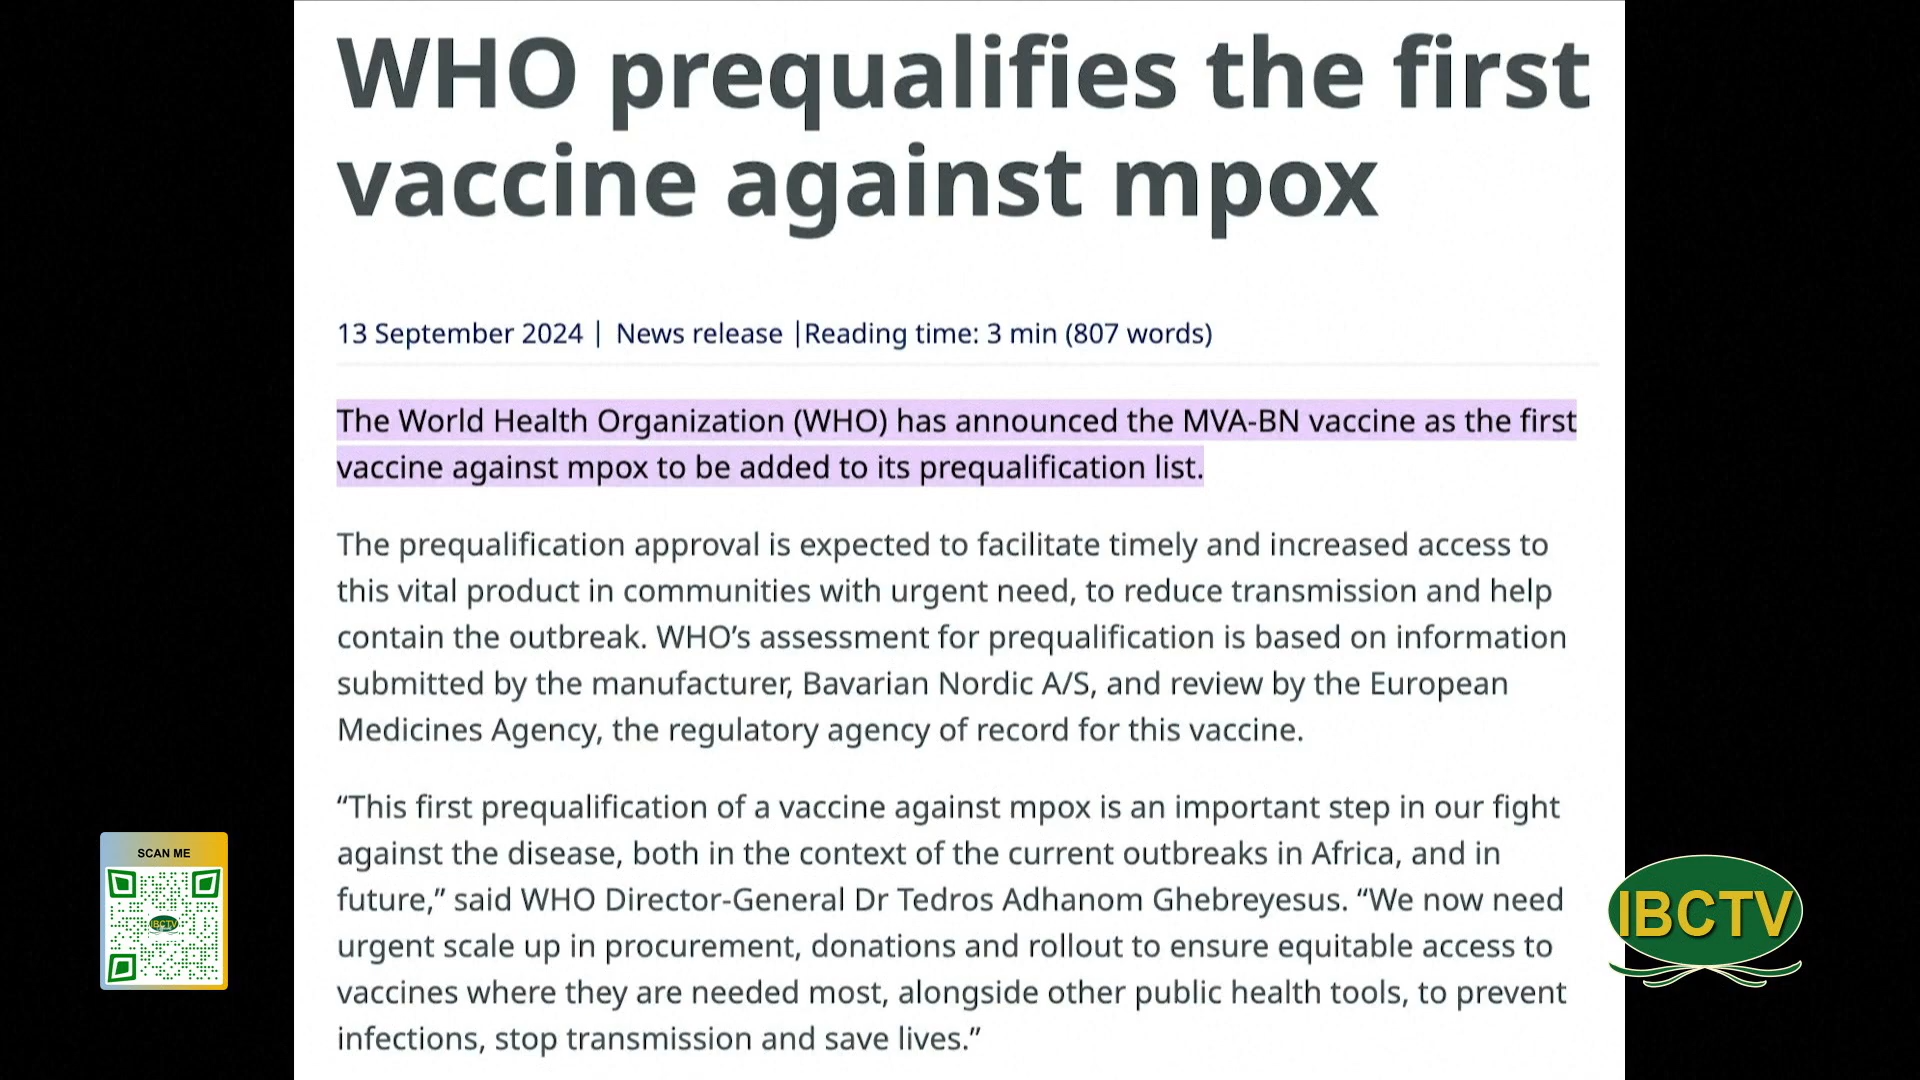 WHO prequalifies the first
vaccine against mpox
13 September 2024 | News release |Reading time: 3 min (807 words)
The World Health Organization (WHO) has announced the MVA-BN vaccine as the first
vaccine against mpox to be added to its prequalification list.
The prequalification approval is expected to facilitate timely and increased access to
this vital product in communities with urgent need, to reduce transmission and help
contain the outbreak. WHO’s assessment for prequalification is based on information
submitted by the manufacturer, Bavarian Nordic A/S, and review by the European
Medicines Agency, the regulatory agency of record for this vaccine.
“This first prequalification of a vaccine against mpox is an important step in our fight
against the disease, both in the context of the current outbreaks in Africa, and in
future,” said WHO Director-General Dr Tedros Adhanom Ghebreyesus. “We now need
urgent scale up in procurement, donations and rollout to ensure equitable access to
vaccines where they are needed most, alongside other public health tools, to prevent
infections, stop transmission and save lives.”
SCAN ME
IBCTV
IBCTV